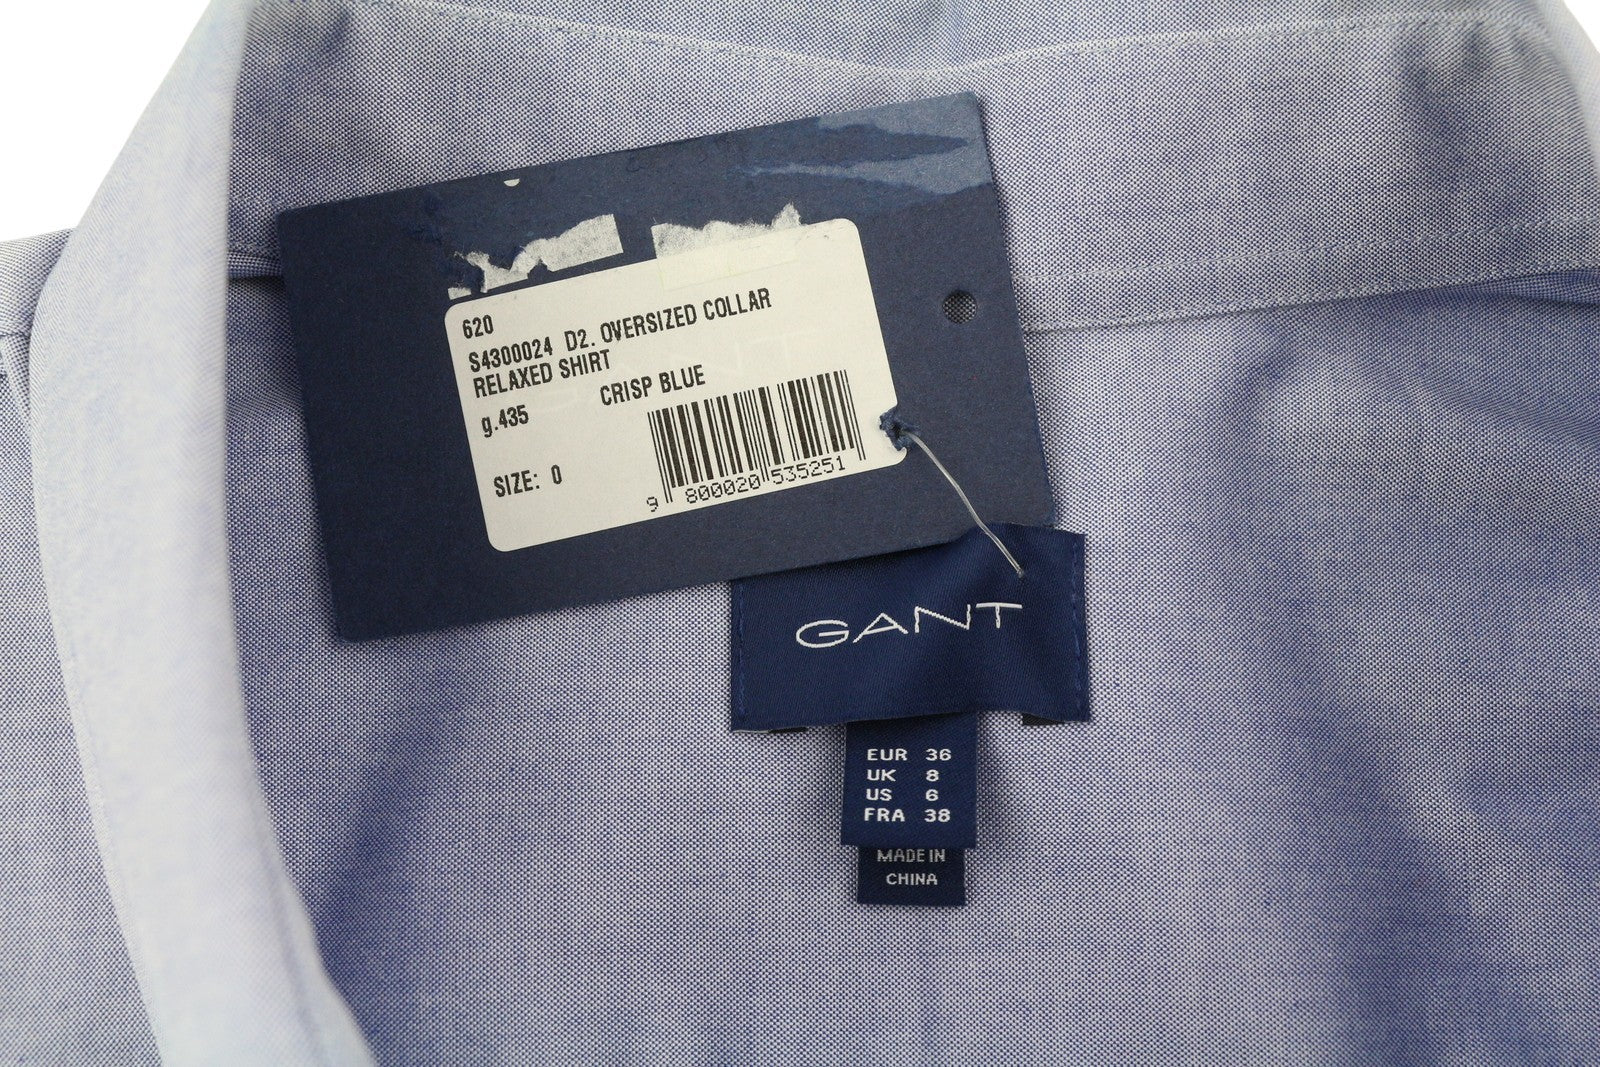 620
S4300024 D2. OVERSIZED COLLAR
RELAXED SHIRT
g.435 CRISP BLUE
SIZE: 0
9 800020 535251
GANT
EUR 36
UK 8
US 6
FRA 38
MADE IN
CHINA